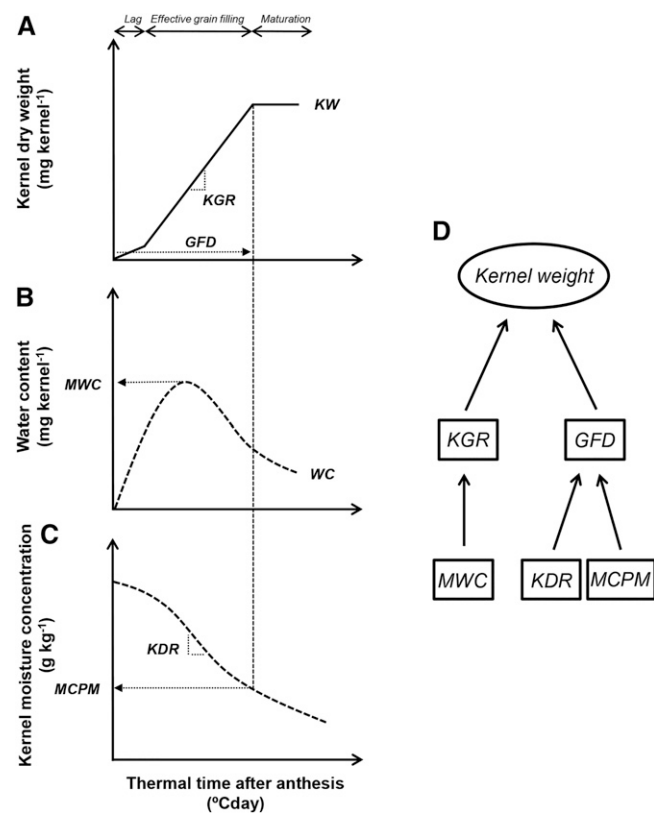 A
Lag Effective grain filling Maturation
Kernel dry weight
(mg kernel⁻¹)
KW
KGR
GFD
B
Water content
(mg kernel⁻¹)
MWC
WC
C
Kernel moisture concentration
(g kg⁻¹)
KDR
MCPM
Thermal time after anthesis
(ºCday)
D
Kernel weight
KGR GFD
MWC KDR MCPM